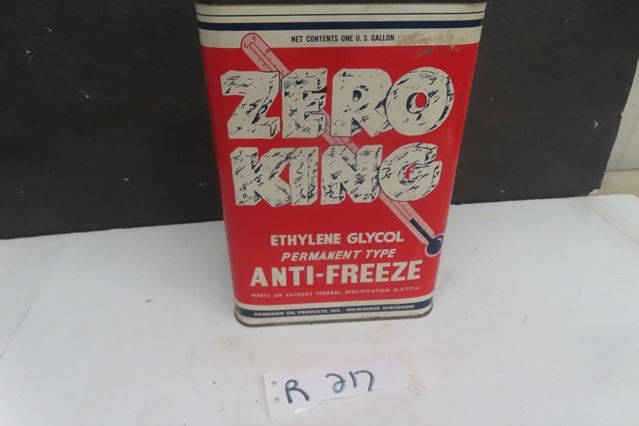 NET CONTENTS ONE U. S. GALLON
ZERO
KING
ETHYLENE GLYCOL
PERMANENT TYPE
ANTI-FREEZE
MEETS OR EXCEEDS FEDERAL SPECIFICATION O-E-771a
HARRISON OIL PRODUCTS, INC. · MILWAUKEE, WISCONSIN
R 217